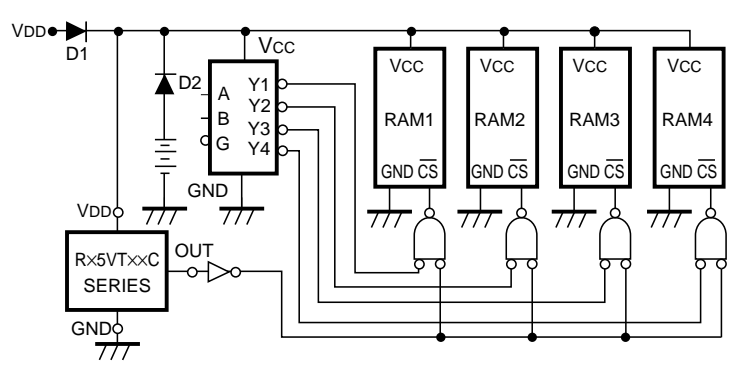 VDD
D1
VCC
D2
A
B
G
Y1
Y2
Y3
Y4
GND
VCC
RAM1
GND CS
VCC
RAM2
GND CS
VCC
RAM3
GND CS
VCC
RAM4
GND CS
VDD
R×5VT××C
SERIES
OUT
GND